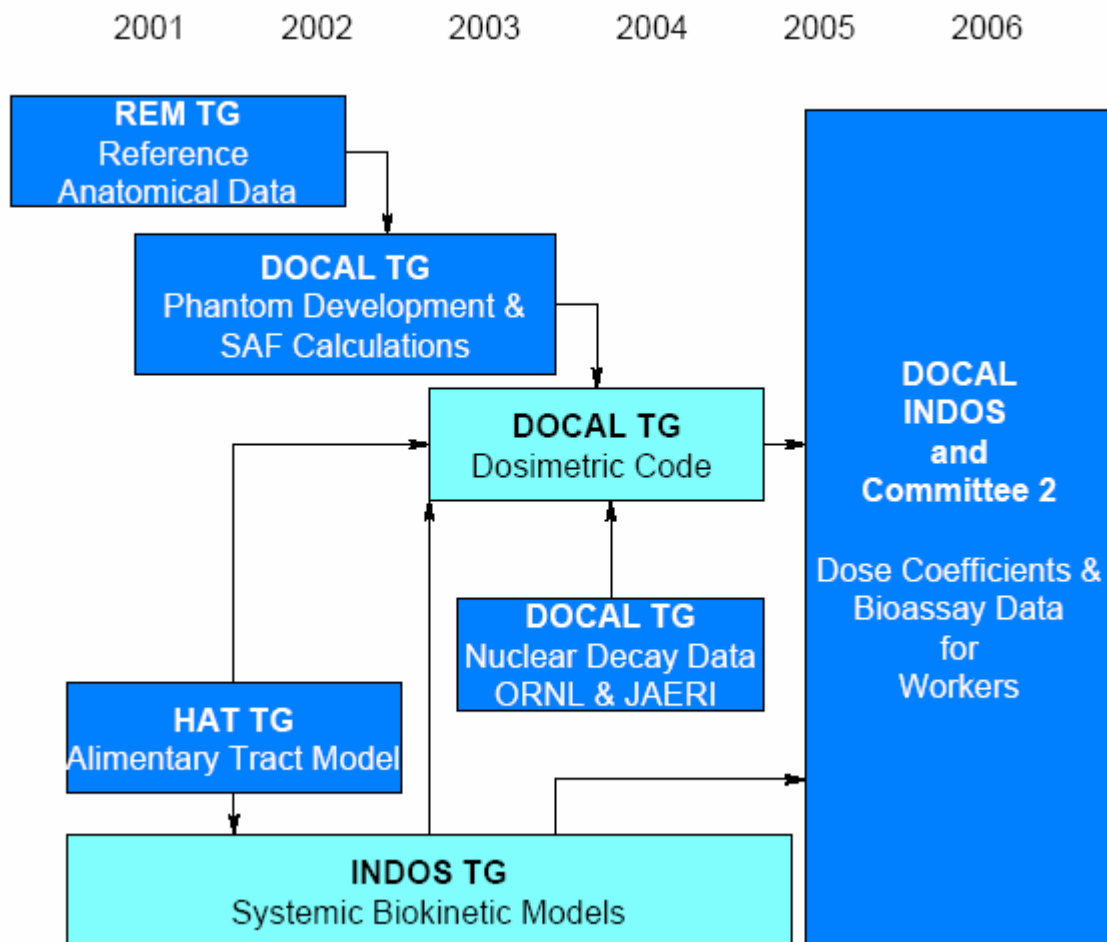 2001 2002 2003 2004 2005 2006
REM TG
Reference
Anatomical Data
DOCAL TG
Phantom Development &
SAF Calculations
DOCAL TG
Dosimetric Code
DOCAL TG
Nuclear Decay Data
ORNL & JAERI
HAT TG
Alimentary Tract Model
INDOS TG
Systemic Biokinetic Models
DOCAL
INDOS
and
Committee 2
Dose Coefficients &
Bioassay Data
for
Workers